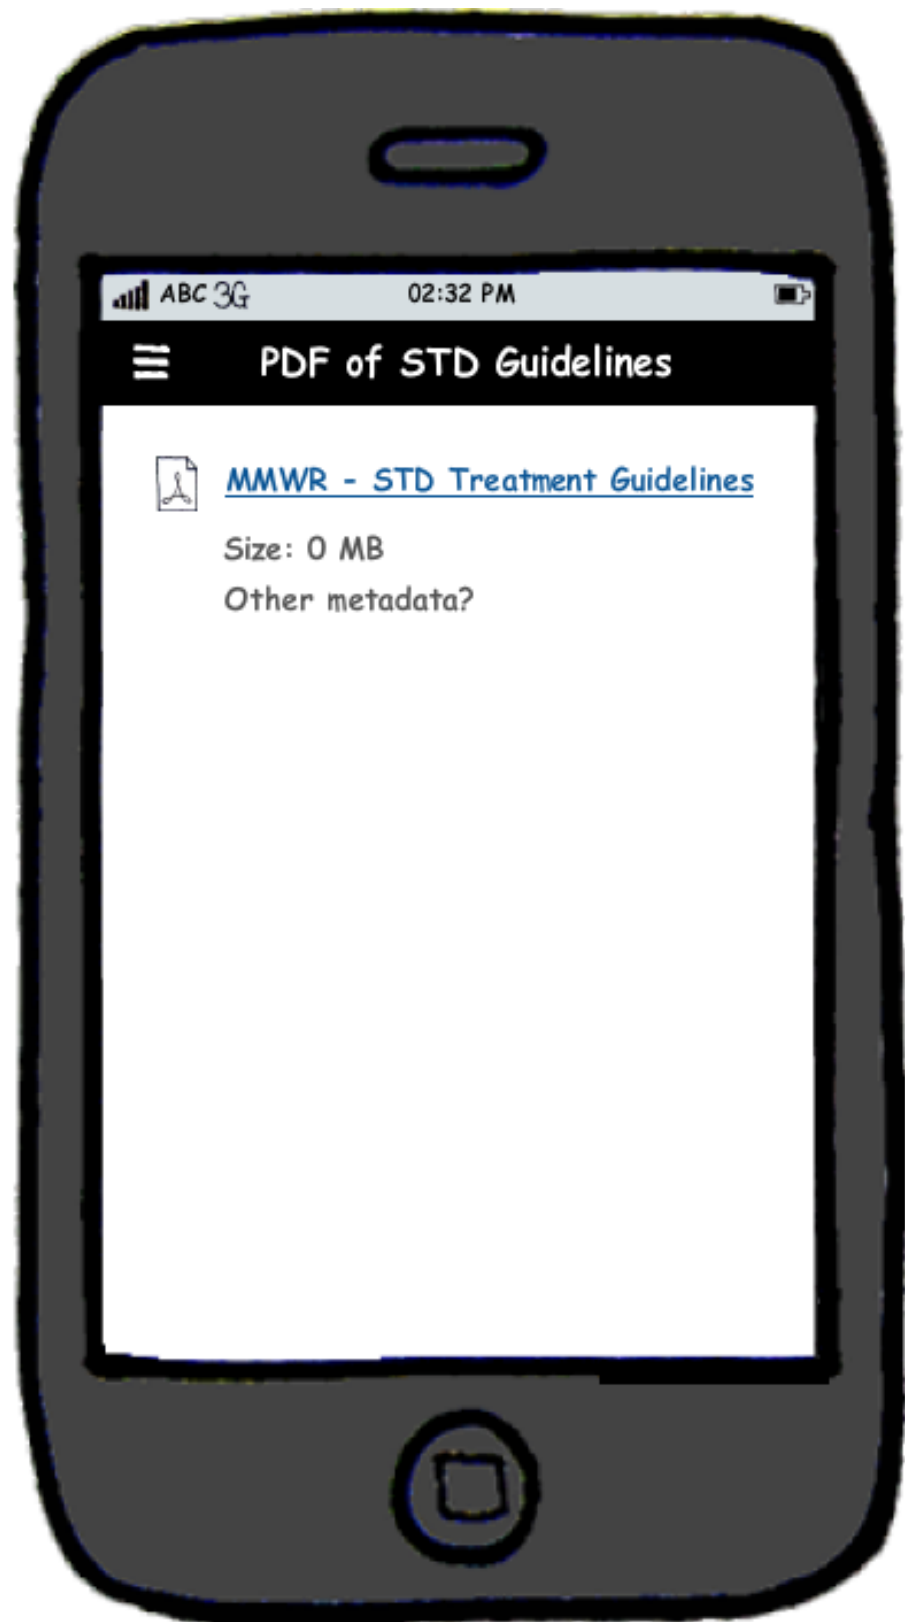 ABC 3G 02:32 PM
PDF of STD Guidelines
MMWR - STD Treatment Guidelines
Size: 0 MB
Other metadata?